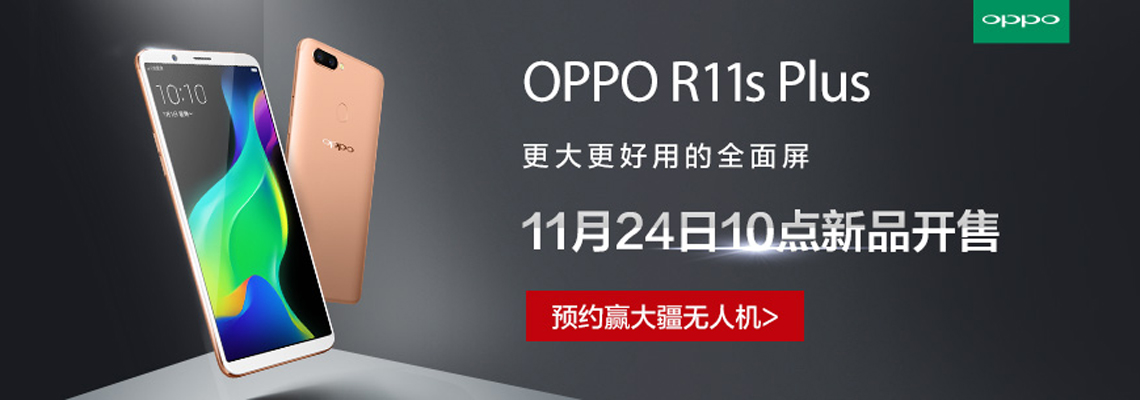 oppo
OPPO R11s Plus
更大更好用的全面屏
11月24日10点新品开售
预约赢大疆无人机>
10:10
oppo